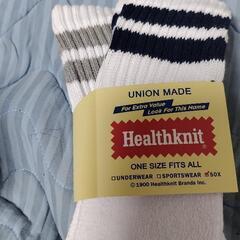 UNION MADE
For Extra Value
Look For This Name
Healthknit
ONE SIZE FITS ALL
UNDERWEAR SPORTSWEAR SOX
©1900 Healthknit Brands Inc.